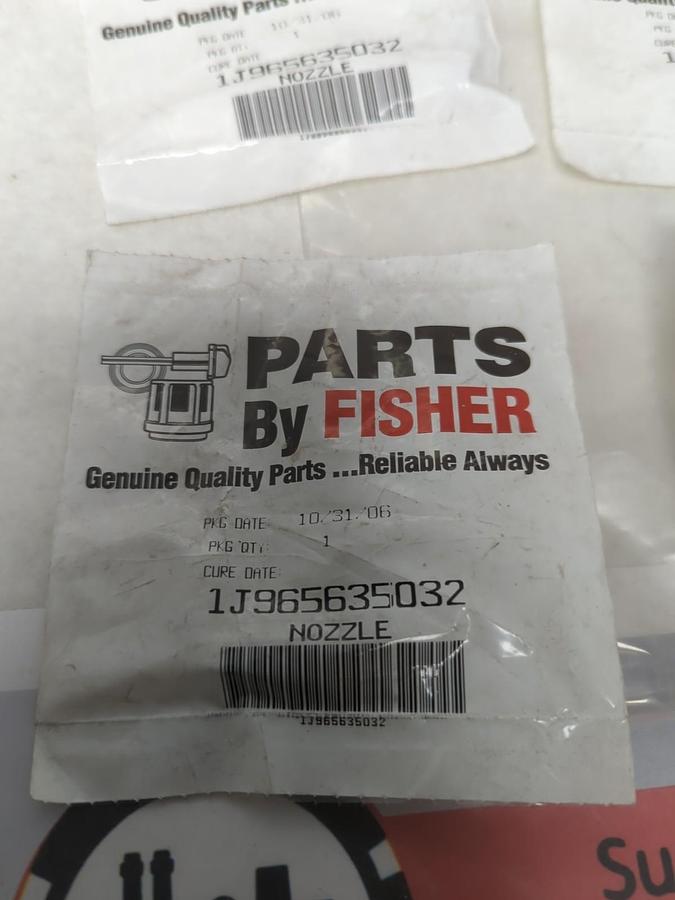 Genuine Quality Parts
PKG DATE 10/31/06
PKG QTY: 1
CURE DATE
1J965635032
NOZZLE
PARTS
By FISHER
Genuine Quality Parts ...Reliable Always
PKG DATE: 10/31/06
PKG QTY: 1
CURE DATE:
1J965635032
NOZZLE
1J965635032
Su